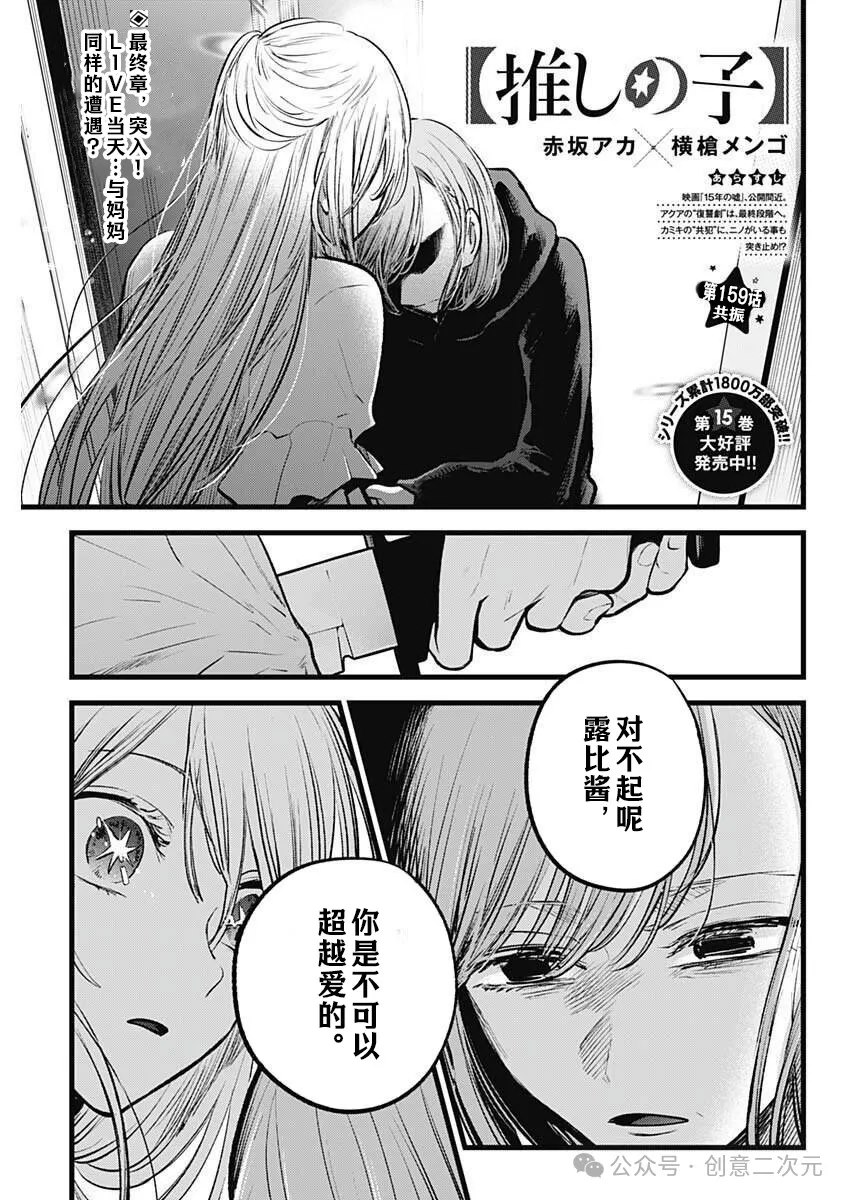 最终章，突入！
LIVE当天…与妈妈
同样的遭遇？
【推しの子】
赤坂アカ×横槍メンゴ
あらすじ
映画「15年の嘘」、公開間近。
アクアの“復讐劇”は、最終段階へ。
カミキの“共犯”に、ニノがいる事も
突き止め!?
第159话
共振
シリーズ累計1800万部突破!!
第15巻
大好評
発売中!!
对不起呢
露比酱，
你是不可以
超越爱的。
公众号·创意二次元